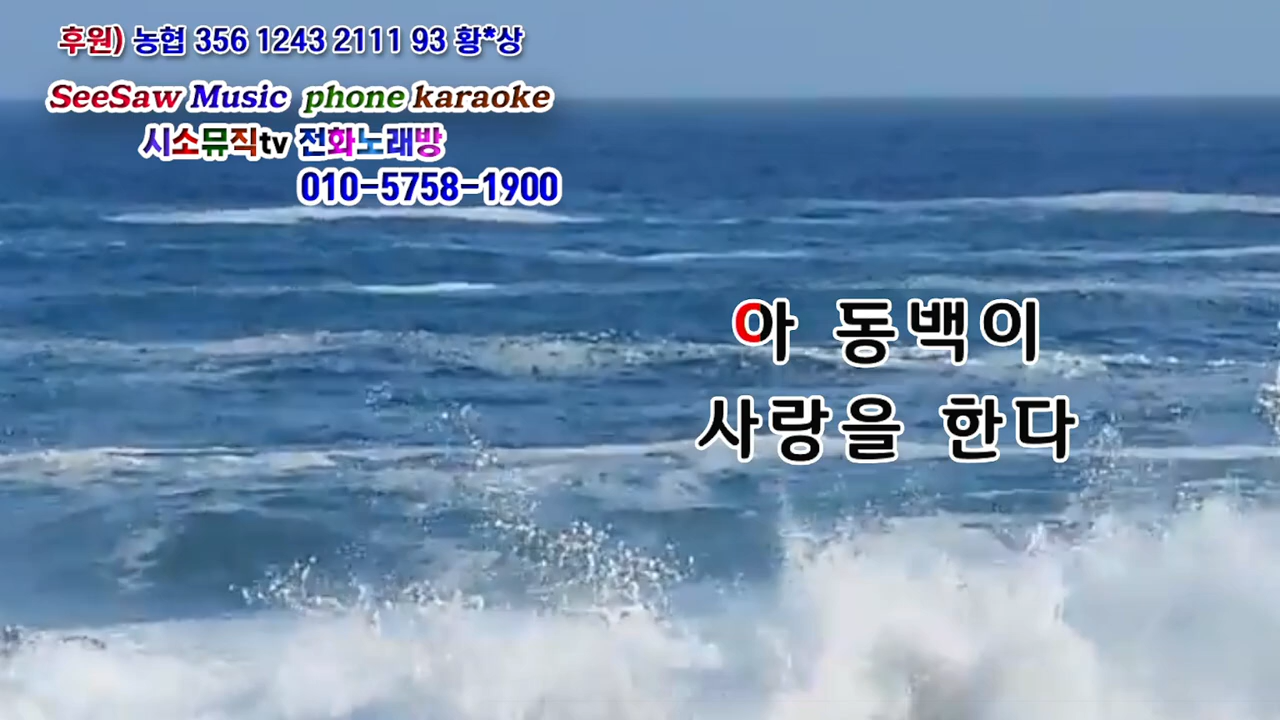 후원) 농협 356 1243 2111 93 황*상
SeeSaw Music phone karaoke
시소뮤직tv 전화노래방
010-5758-1900
아 동백이
사랑을 한다